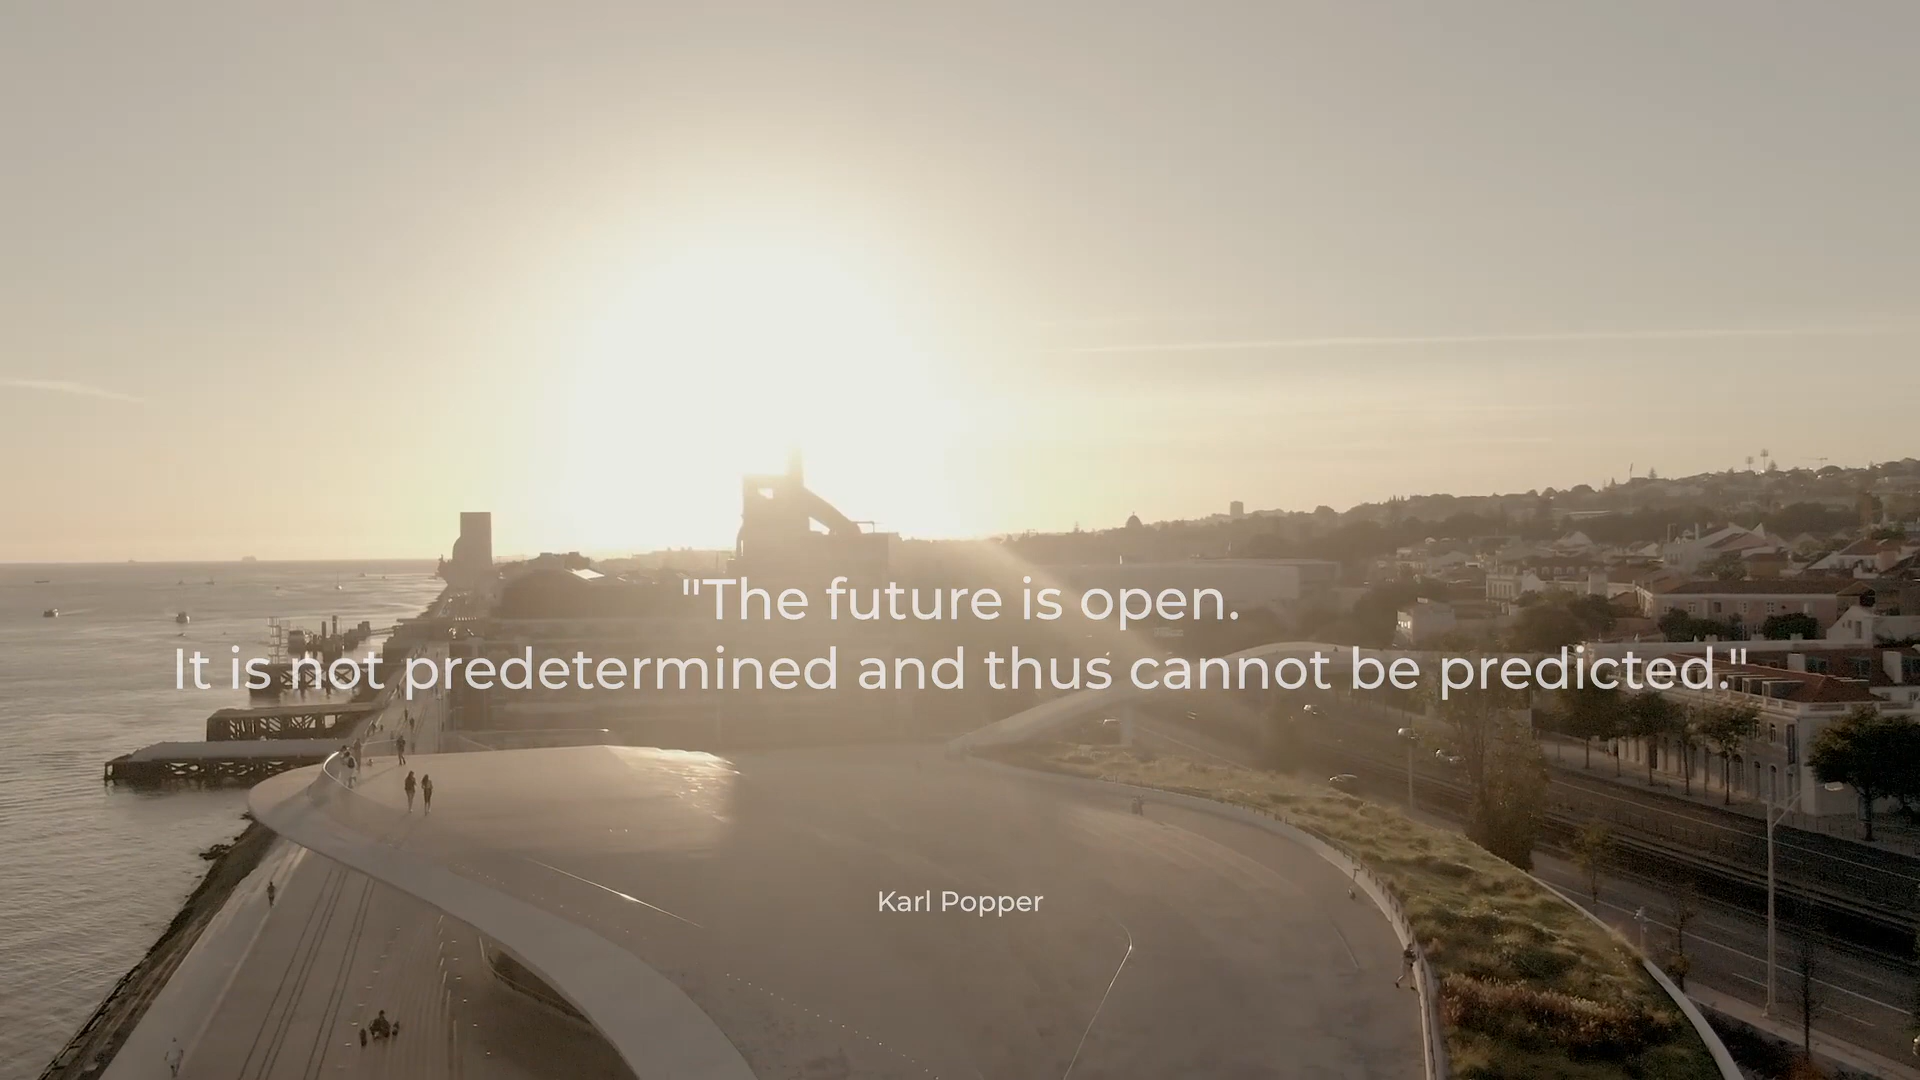 "The future is open.
It is not predetermined and thus cannot be predicted."
Karl Popper